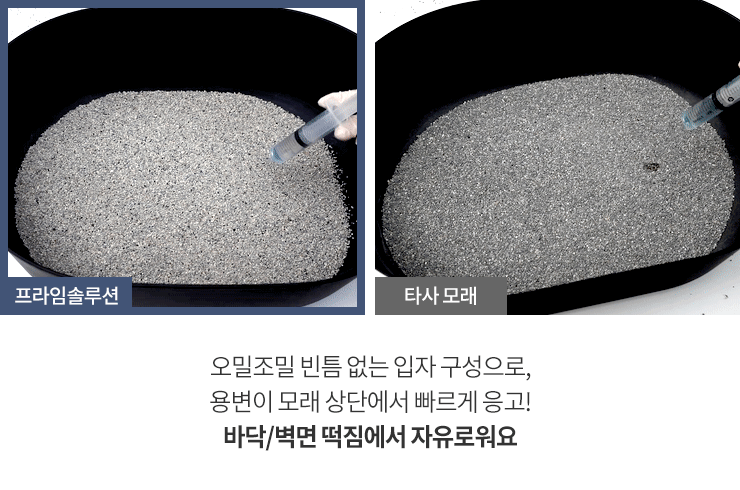 프라임솔루션
타사 모래
오밀조밀 빈틈 없는 입자 구성으로,
용변이 모래 상단에서 빠르게 응고!
바닥/벽면 떡짐에서 자유로워요